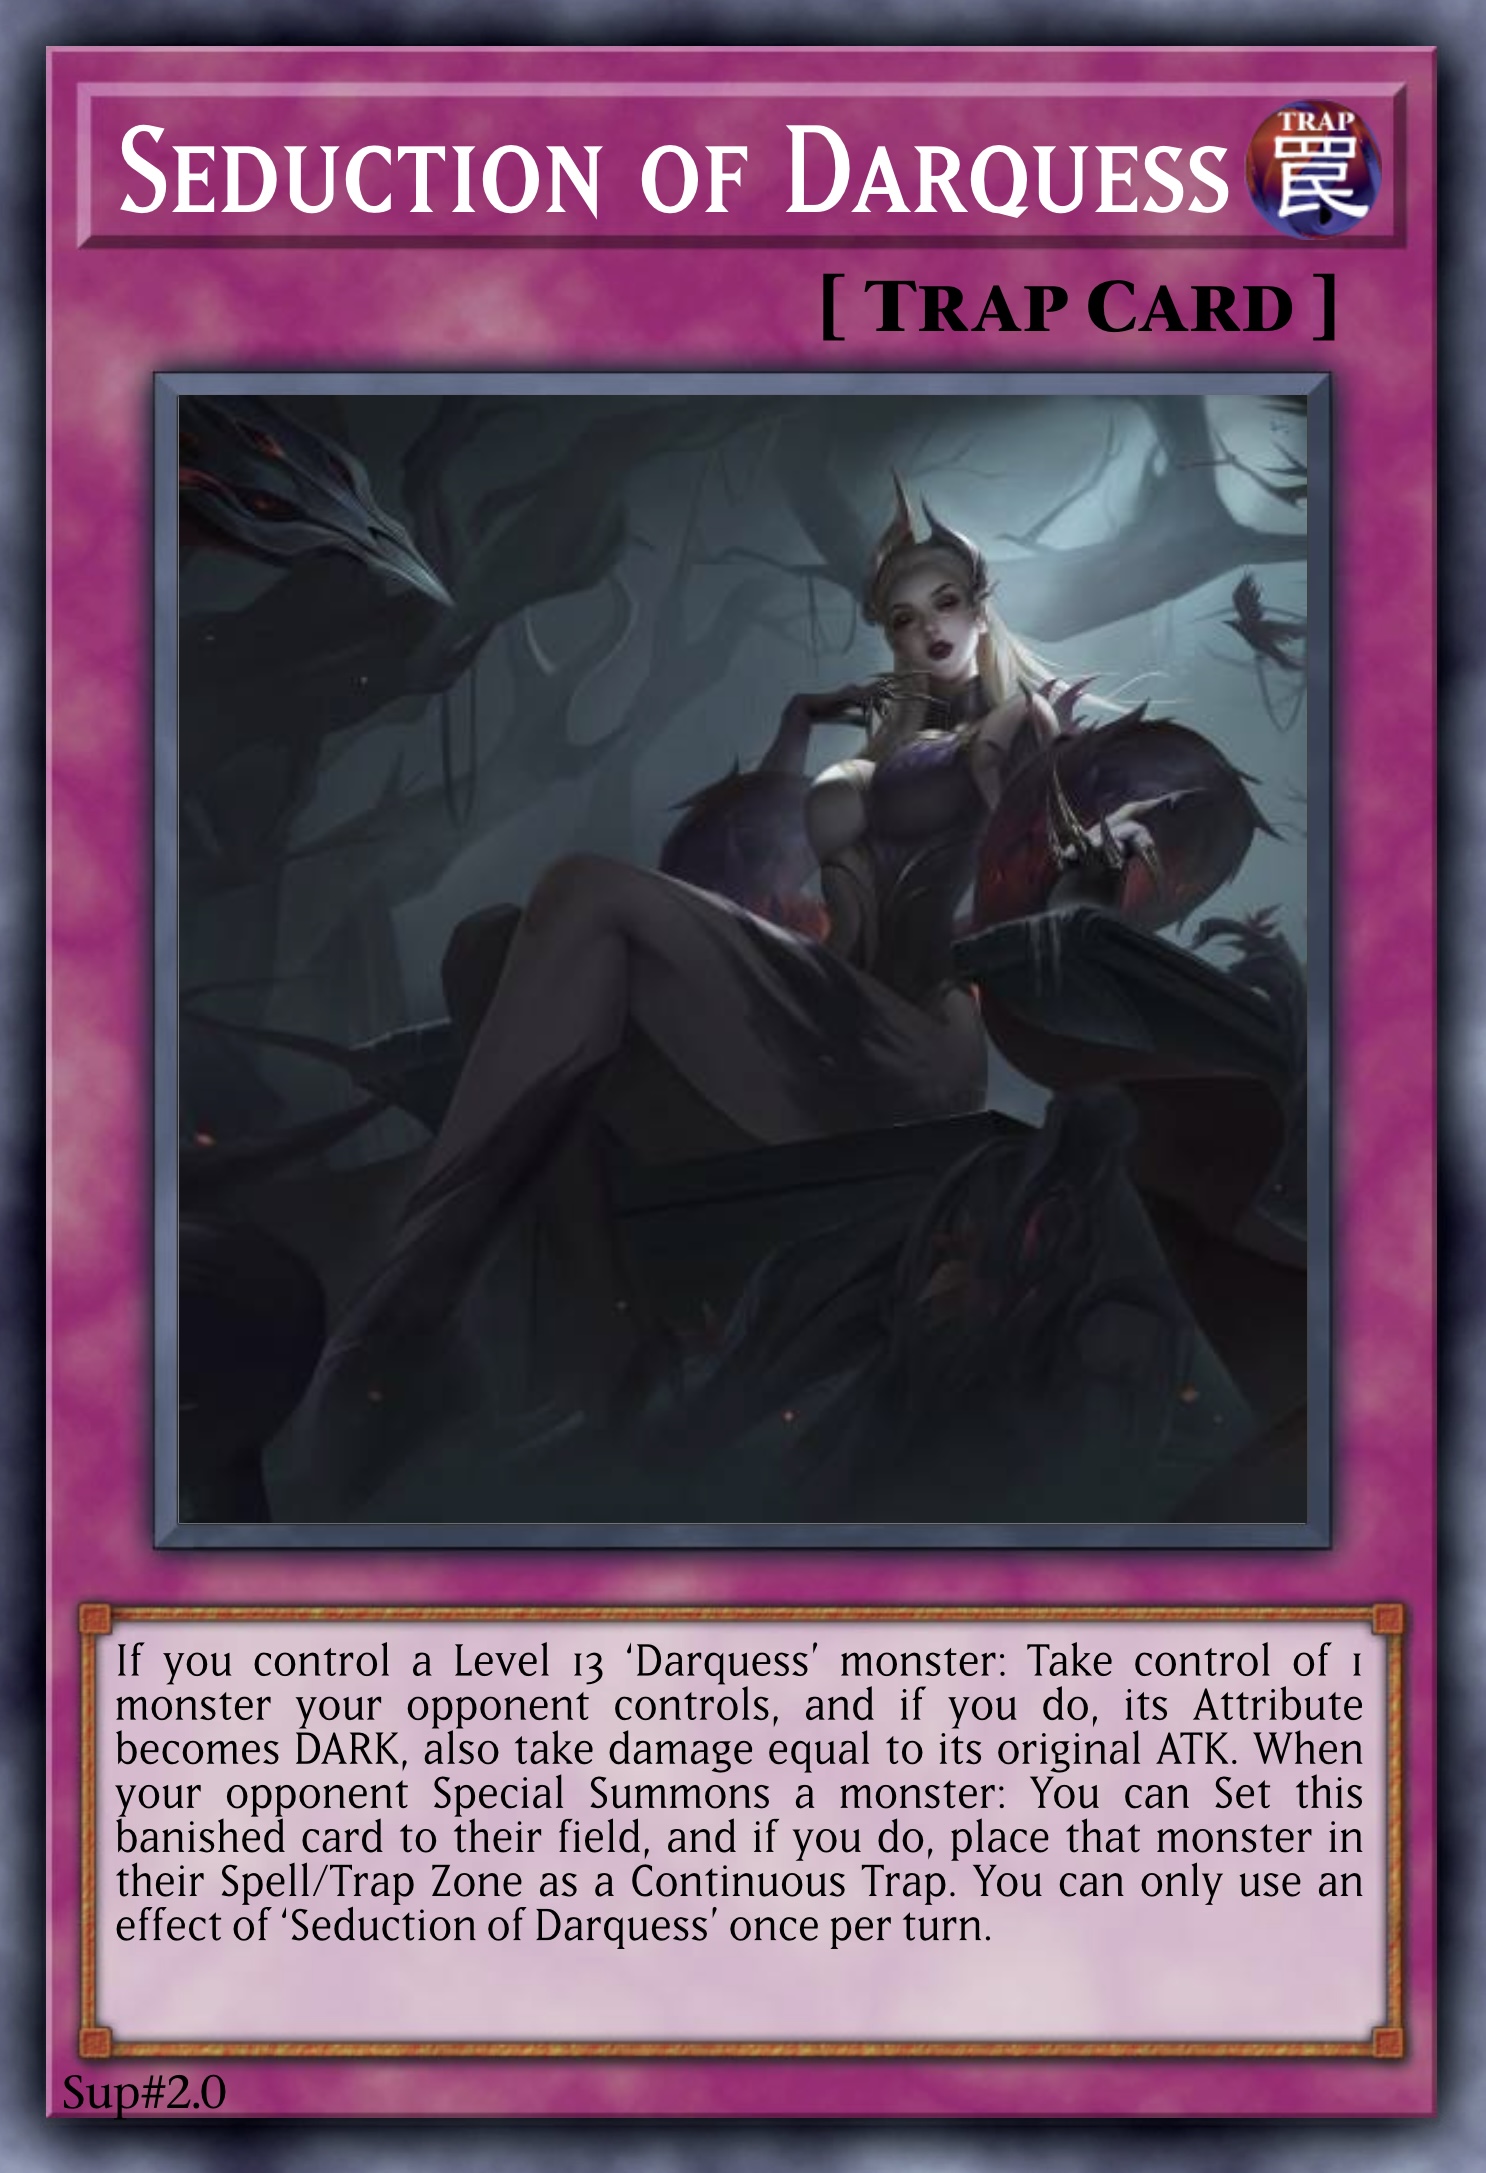 Seduction of Darquess
TRAP
罠
[ Trap Card ]
If you control a Level 13 ‘Darquess’ monster: Take control of 1
monster your opponent controls, and if you do, its Attribute
becomes DARK, also take damage equal to its original ATK. When
your opponent Special Summons a monster: You can Set this
banished card to their field, and if you do, place that monster in
their Spell/Trap Zone as a Continuous Trap. You can only use an
effect of ‘Seduction of Darquess’ once per turn.
Sup#2.0